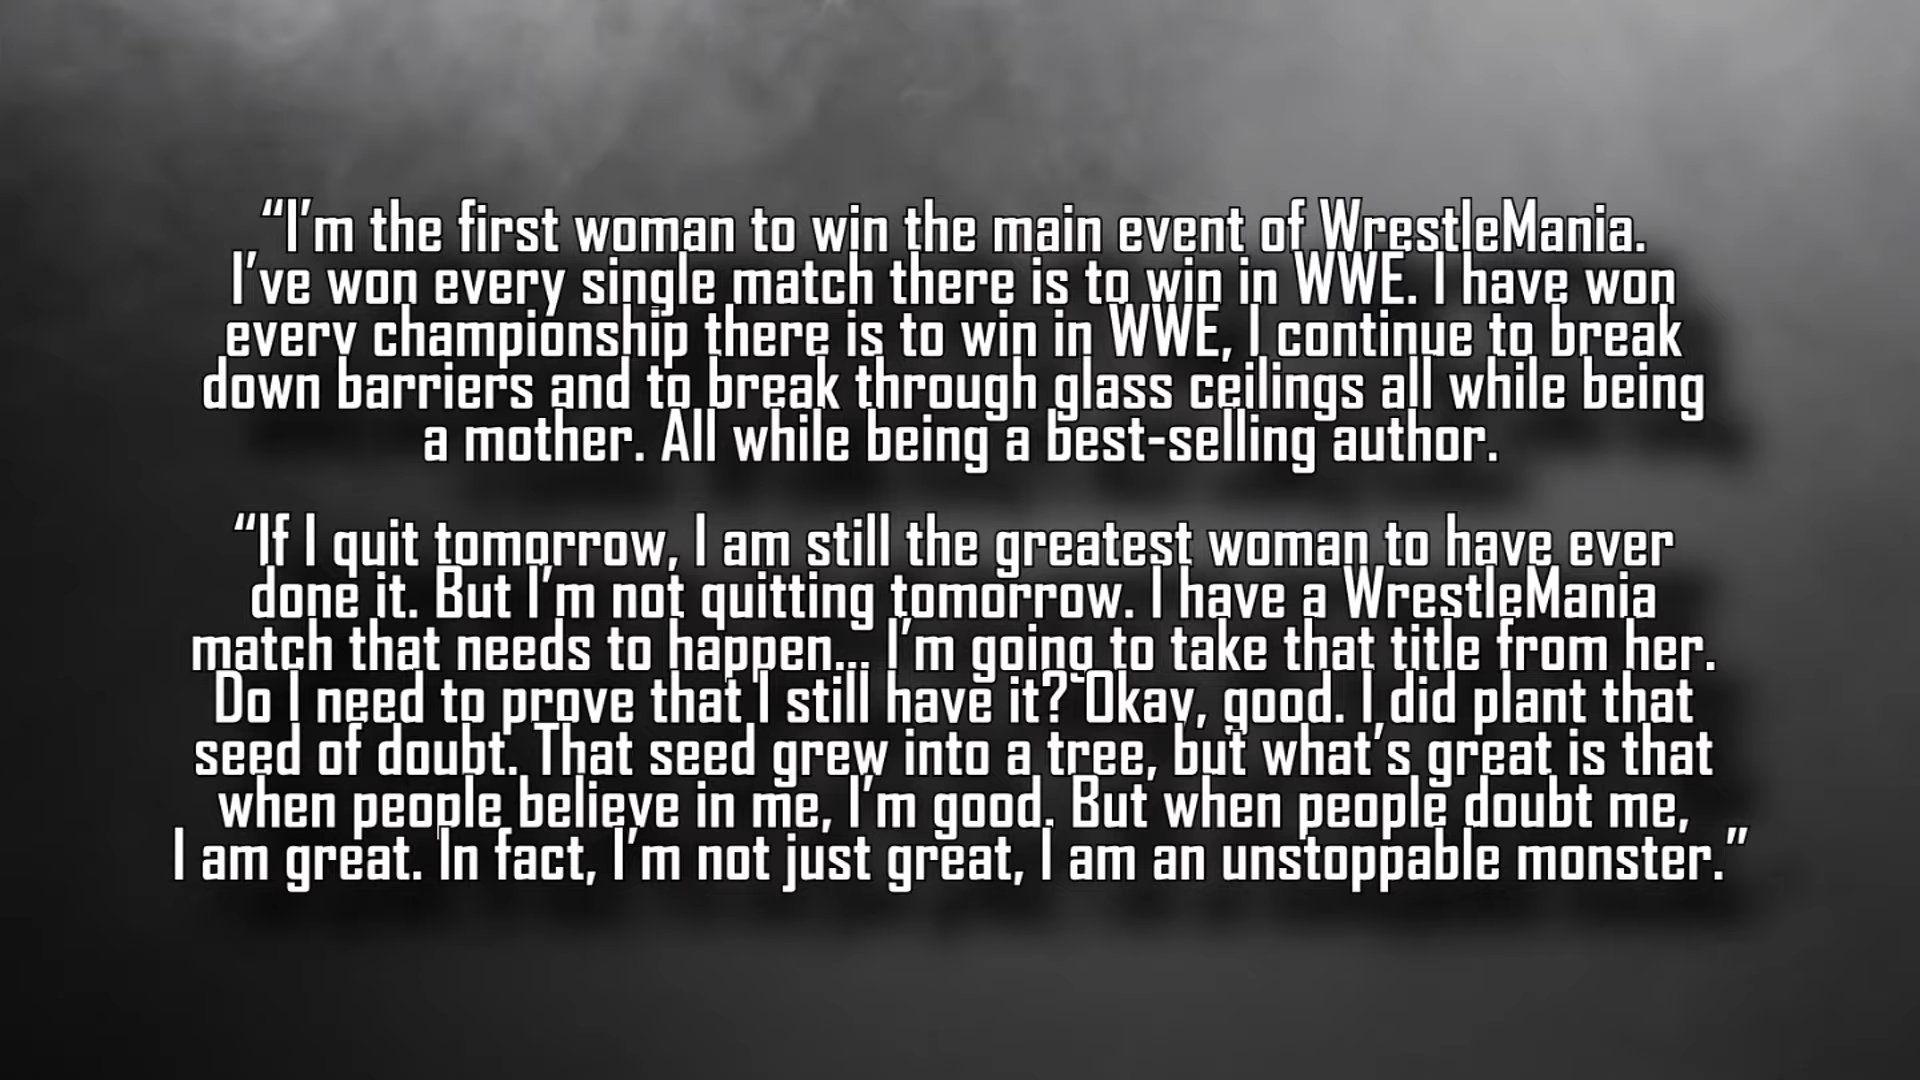 “I’m the first woman to win the main event of WrestleMania.
I’ve won every single match there is to win in WWE. I have won
every championship there is to win in WWE, I continue to break
down barriers and to break through glass ceilings all while being
a mother. All while being a best-selling author.
“If I quit tomorrow, I am still the greatest woman to have ever
done it. But I’m not quitting tomorrow. I have a WrestleMania
match that needs to happen... I’m going to take that title from her.
Do I need to prove that I still have it? Okay, good. I did plant that
seed of doubt. That seed grew into a tree, but what’s great is that
when people believe in me, I’m good. But when people doubt me,
I am great. In fact, I’m not just great, I am an unstoppable monster.”